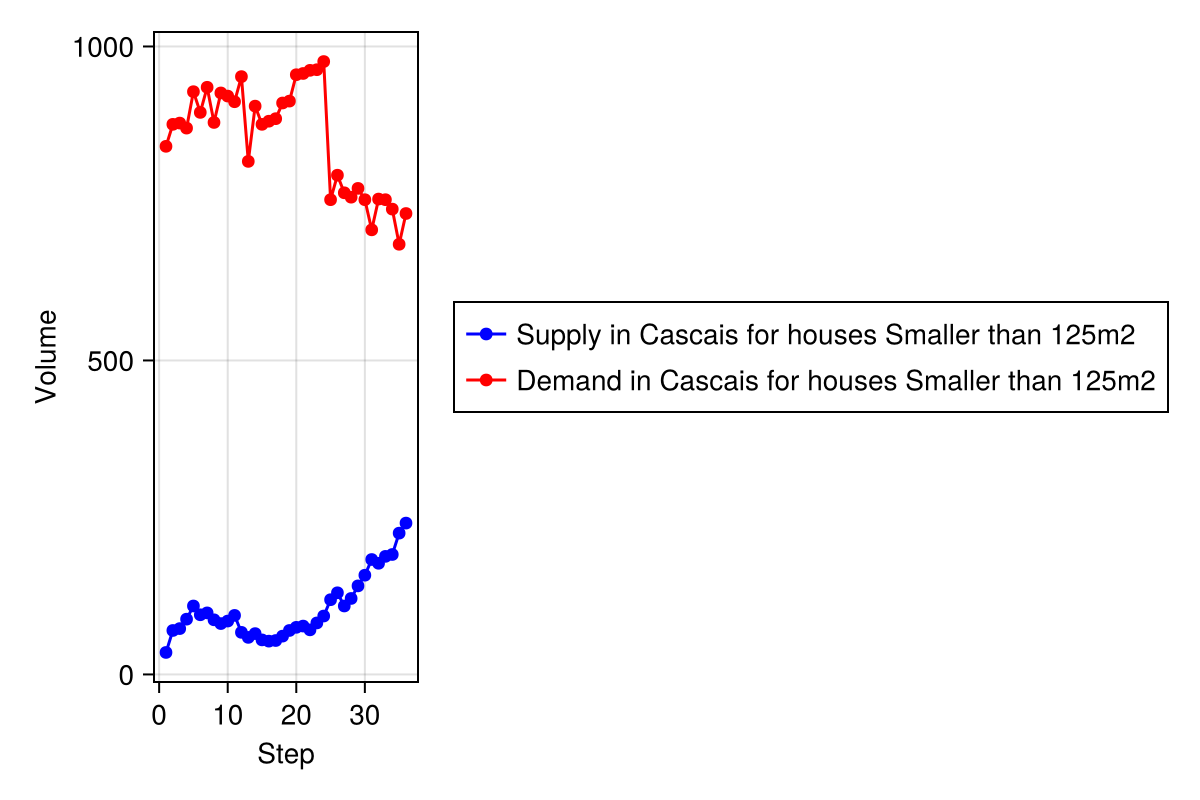 1000
500
0
Volume
0 10 20 30
Step
Supply in Cascais for houses Smaller than 125m2
Demand in Cascais for houses Smaller than 125m2